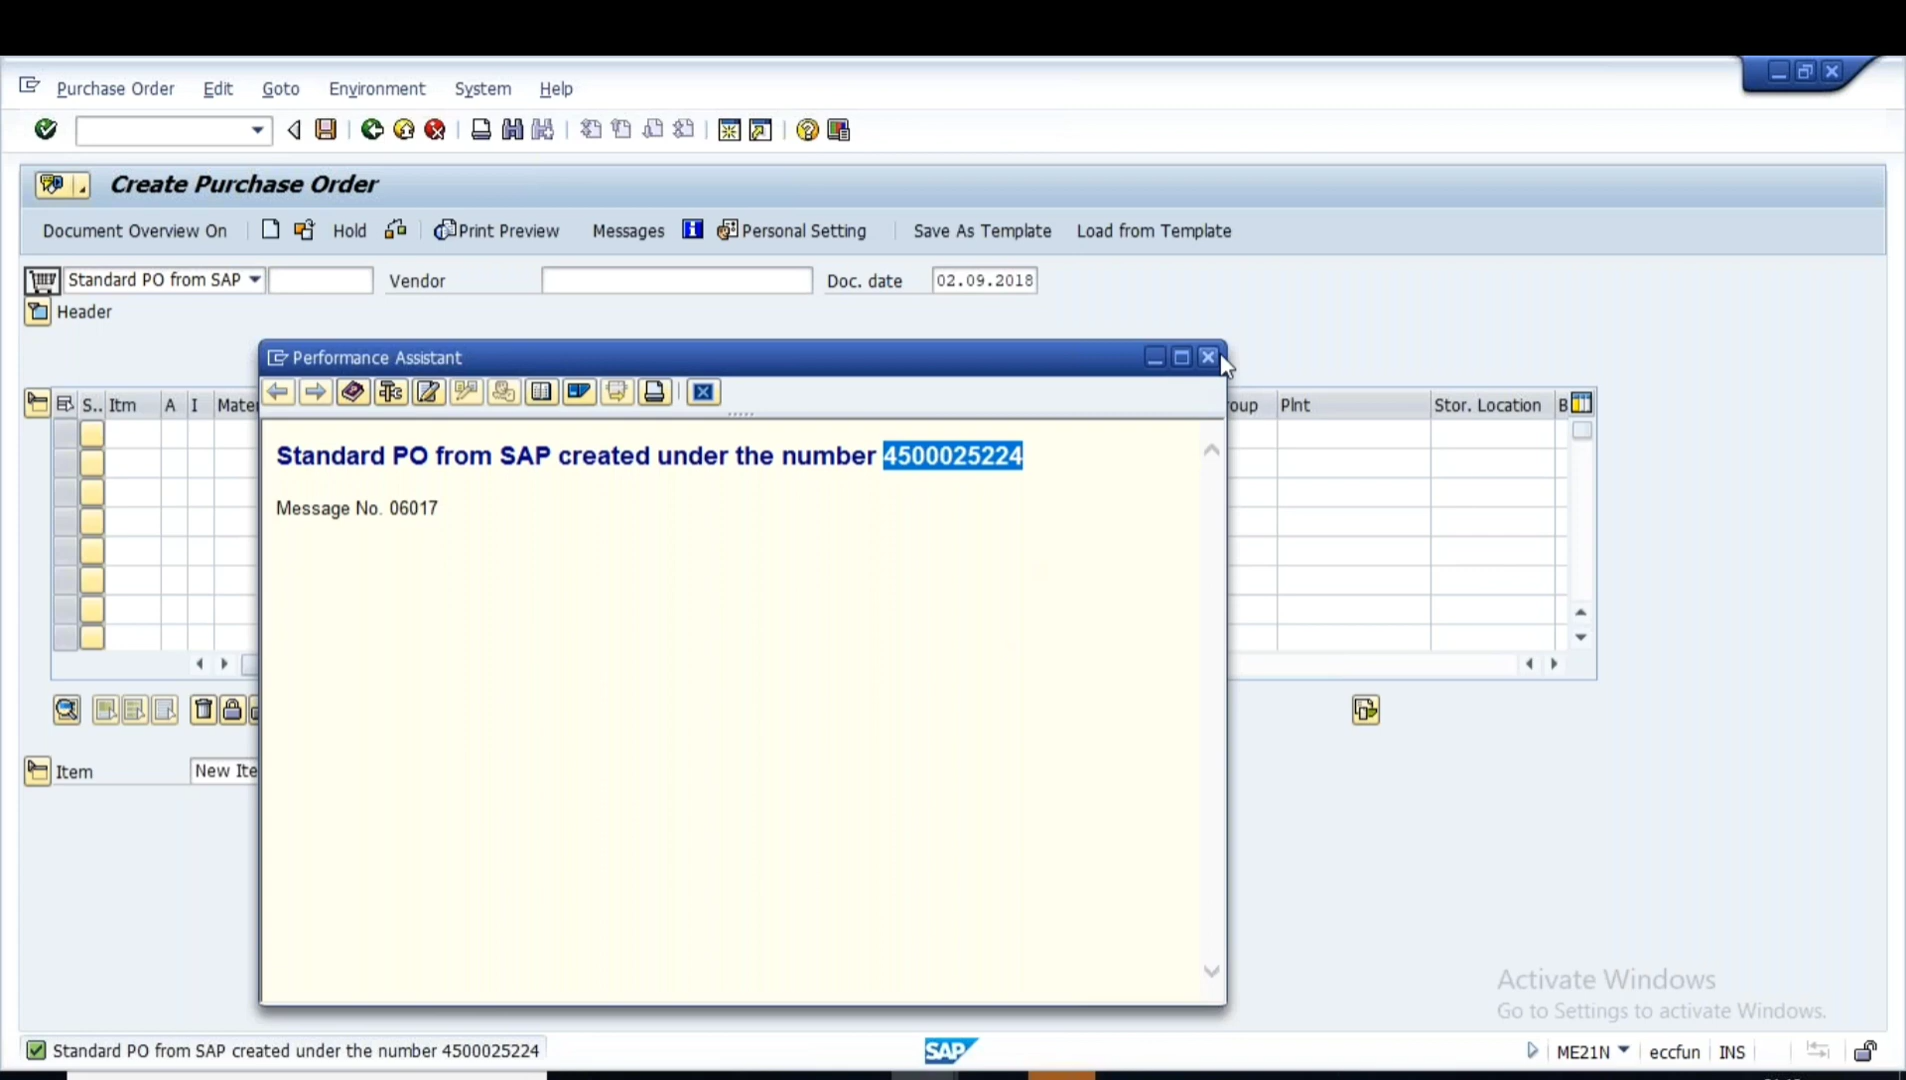 Purchase Order Edit Goto Environment System Help
Create Purchase Order
Document Overview On Hold Print Preview Messages Personal Setting Save As Template Load from Template
Standard PO from SAP Vendor Doc. date 02.09.2018
Header
Performance Assistant
S.. Itm A I Mater oup Plnt Stor. Location B
Standard PO from SAP created under the number 4500025224
Message No. 06017
Item New Ite
Activate Windows
Go to Settings to activate Windows.
Standard PO from SAP created under the number 4500025224 SAP ME21N eccfun INS